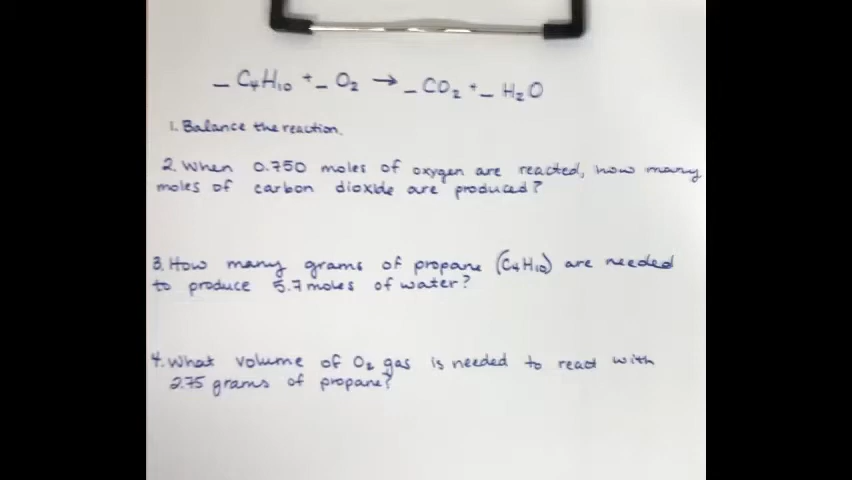 _ C₄H₁₀ + _ O₂ → _ CO₂ + _ H₂O
1. Balance the reaction.
2. When 0.750 moles of oxygen are reacted, how many
moles of carbon dioxide are produced?
3. How many grams of propane (C₄H₁₀) are needed
to produce 5.7 moles of water?
4. What volume of O₂ gas is needed to react with
2.75 grams of propane?